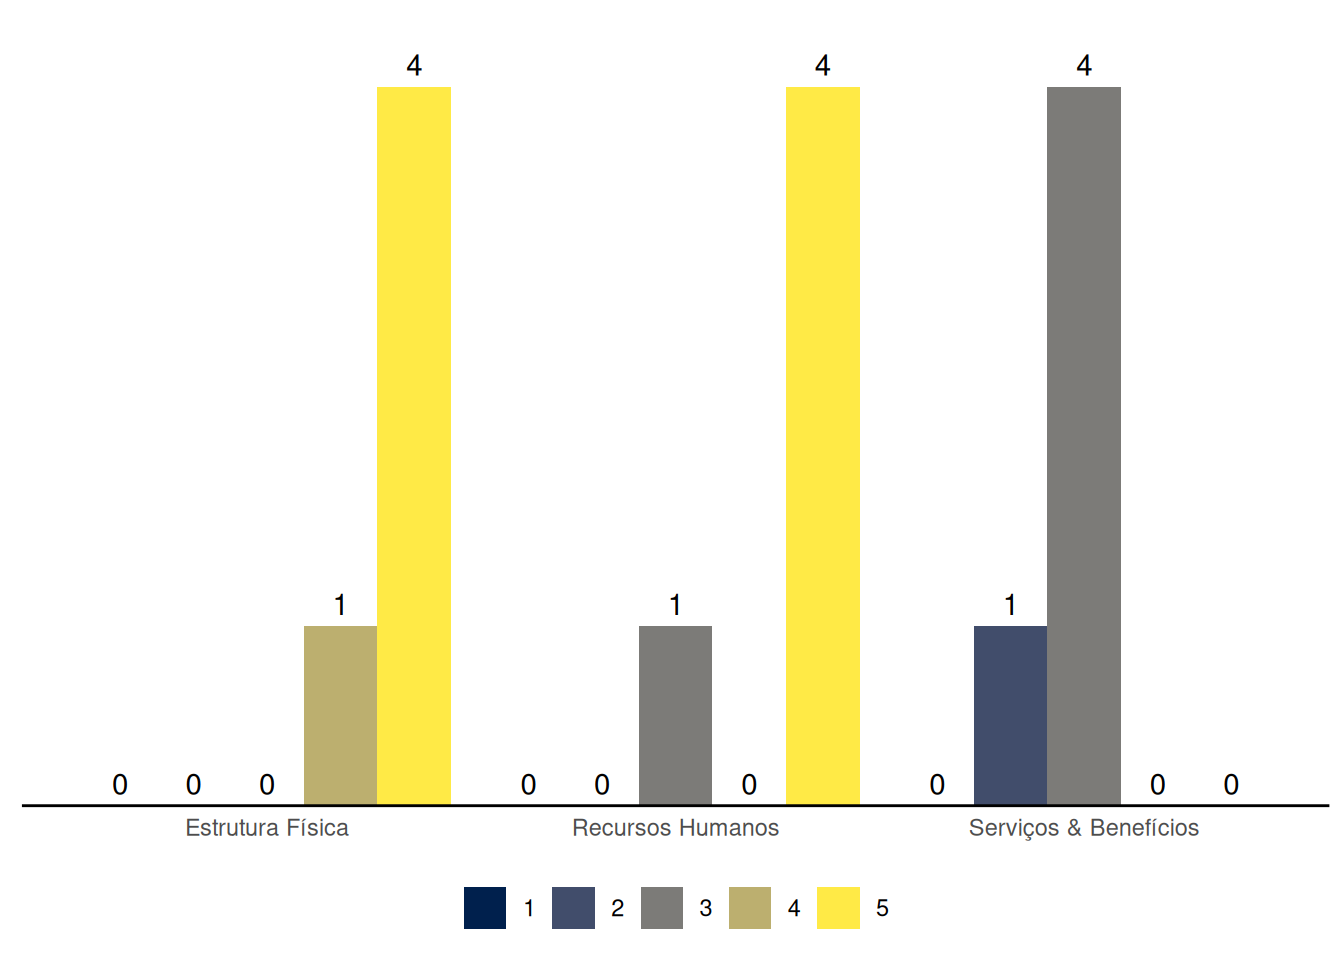 4 4 4
1 1 1
0 0 0 0 0 0 0 0 0
Estrutura Física Recursos Humanos Serviços & Benefícios
1 2 3 4 5